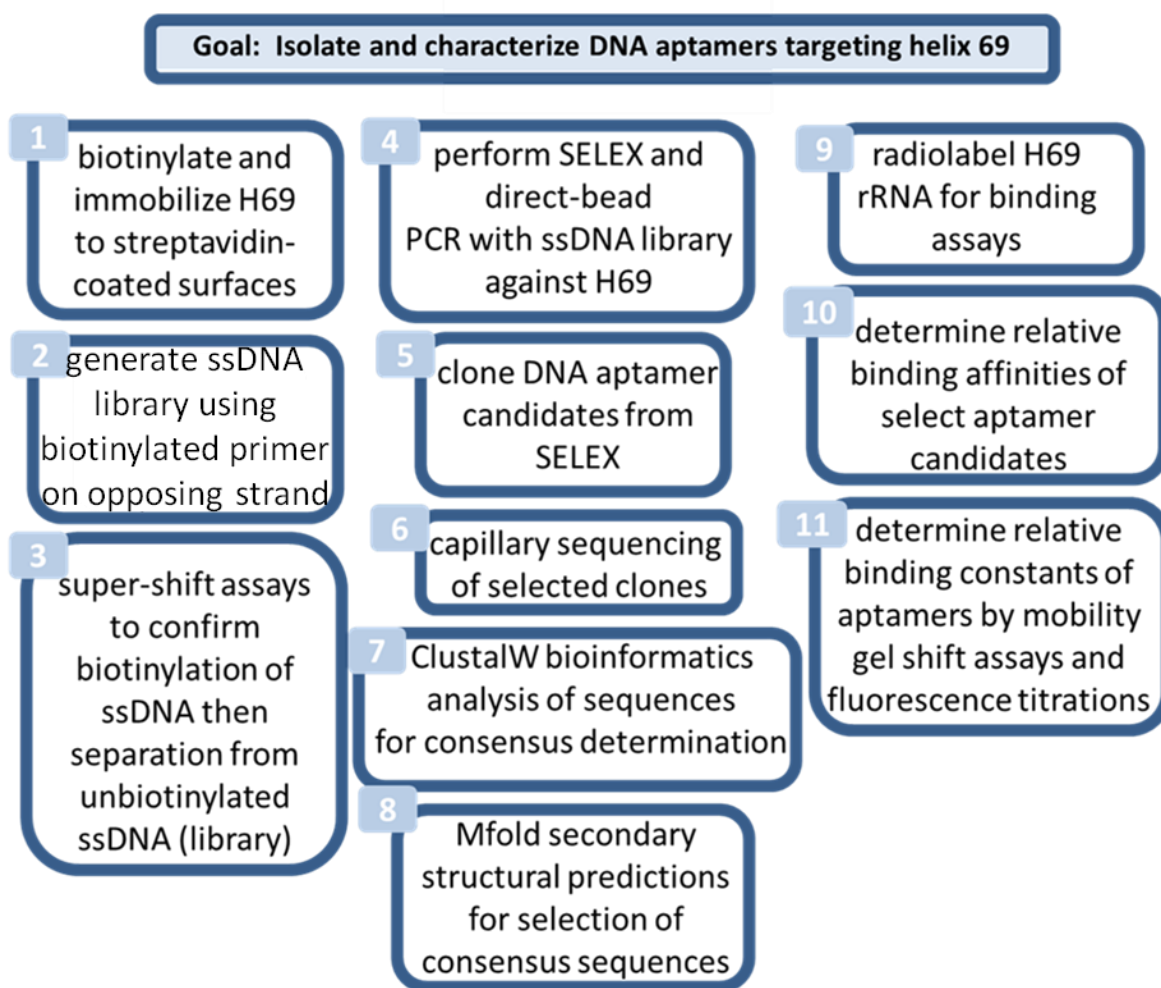 Goal:  Isolate and characterize DNA aptamers targeting helix 69
1
biotinylate and
immobilize H69
to streptavidin-
coated surfaces
2
generate ssDNA
library using
biotinylated primer
on opposing strand
3
super-shift assays
to confirm
biotinylation of
ssDNA then
separation from
unbiotinylated
ssDNA (library)
4
perform SELEX and
direct-bead
PCR with ssDNA library
against H69
5
clone DNA aptamer
candidates from
SELEX
6
capillary sequencing
of selected clones
7
ClustalW bioinformatics
analysis of sequences
for consensus determination
8
Mfold secondary
structural predictions
for selection of
consensus sequences
9
radiolabel H69
rRNA for binding
assays
10
determine relative
binding affinities of
select aptamer
candidates
11
determine relative
binding constants of
aptamers by mobility
gel shift assays and
fluorescence titrations